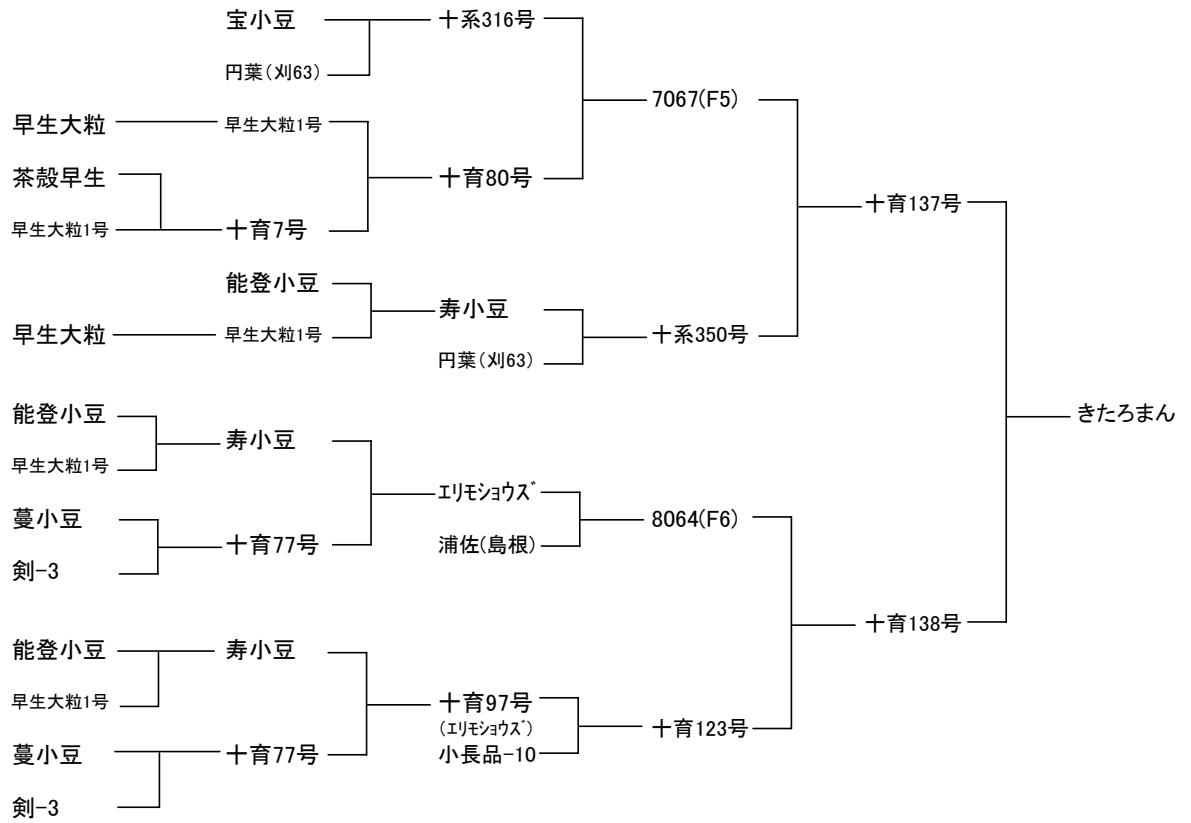 宝小豆
十系316号
円葉(刈63)
7067(F5)
早生大粒
早生大粒1号
茶殻早生
十育80号
早生大粒1号
十育7号
十育137号
能登小豆
寿小豆
早生大粒
早生大粒1号
十系350号
円葉(刈63)
能登小豆
きたろまん
寿小豆
早生大粒1号
エリモショウズ
8064(F6)
蔓小豆
十育77号
浦佐(島根)
剣-3
十育138号
能登小豆
寿小豆
早生大粒1号
十育97号
(エリモショウズ)
十育123号
蔓小豆
十育77号
小長品-10
剣-3